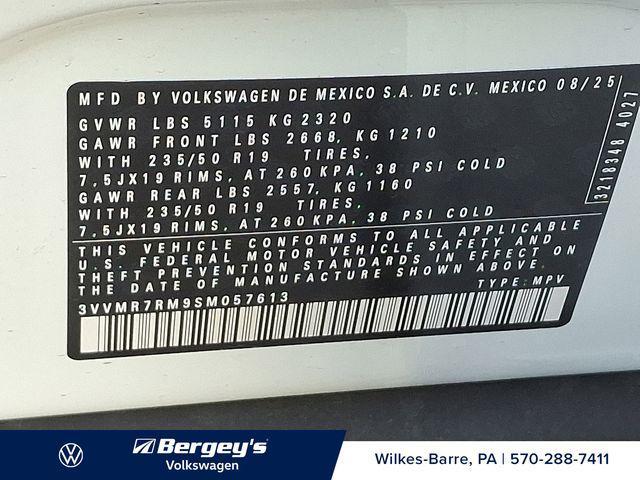 MFD BY VOLKSWAGEN DE MEXICO S.A. DE C.V. MEXICO 08/25
GVWR LBS 5115 KG 2320
GAWR FRONT LBS 2668, KG 1210
WITH 235/50 R19 TIRES,
7,5JX19 RIMS, AT 260 KPA, 38 PSI COLD
GAWR REAR LBS 2557, KG 1160
WITH 235/50 R19 TIRES,
7,5JX19 RIMS, AT 260 KPA, 38 PSI COLD
THIS VEHICLE CONFORMS TO ALL APPLICABLE
U.S. FEDERAL MOTOR VEHICLE SAFETY AND
THEFT PREVENTION STANDARDS IN EFFECT ON
THE DATE OF MANUFACTURE SHOWN ABOVE.
3VVMR7RM9SM057613 TYPE: MPV
3218348 4027
Bergey's
Volkswagen
Wilkes-Barre, PA | 570-288-7411